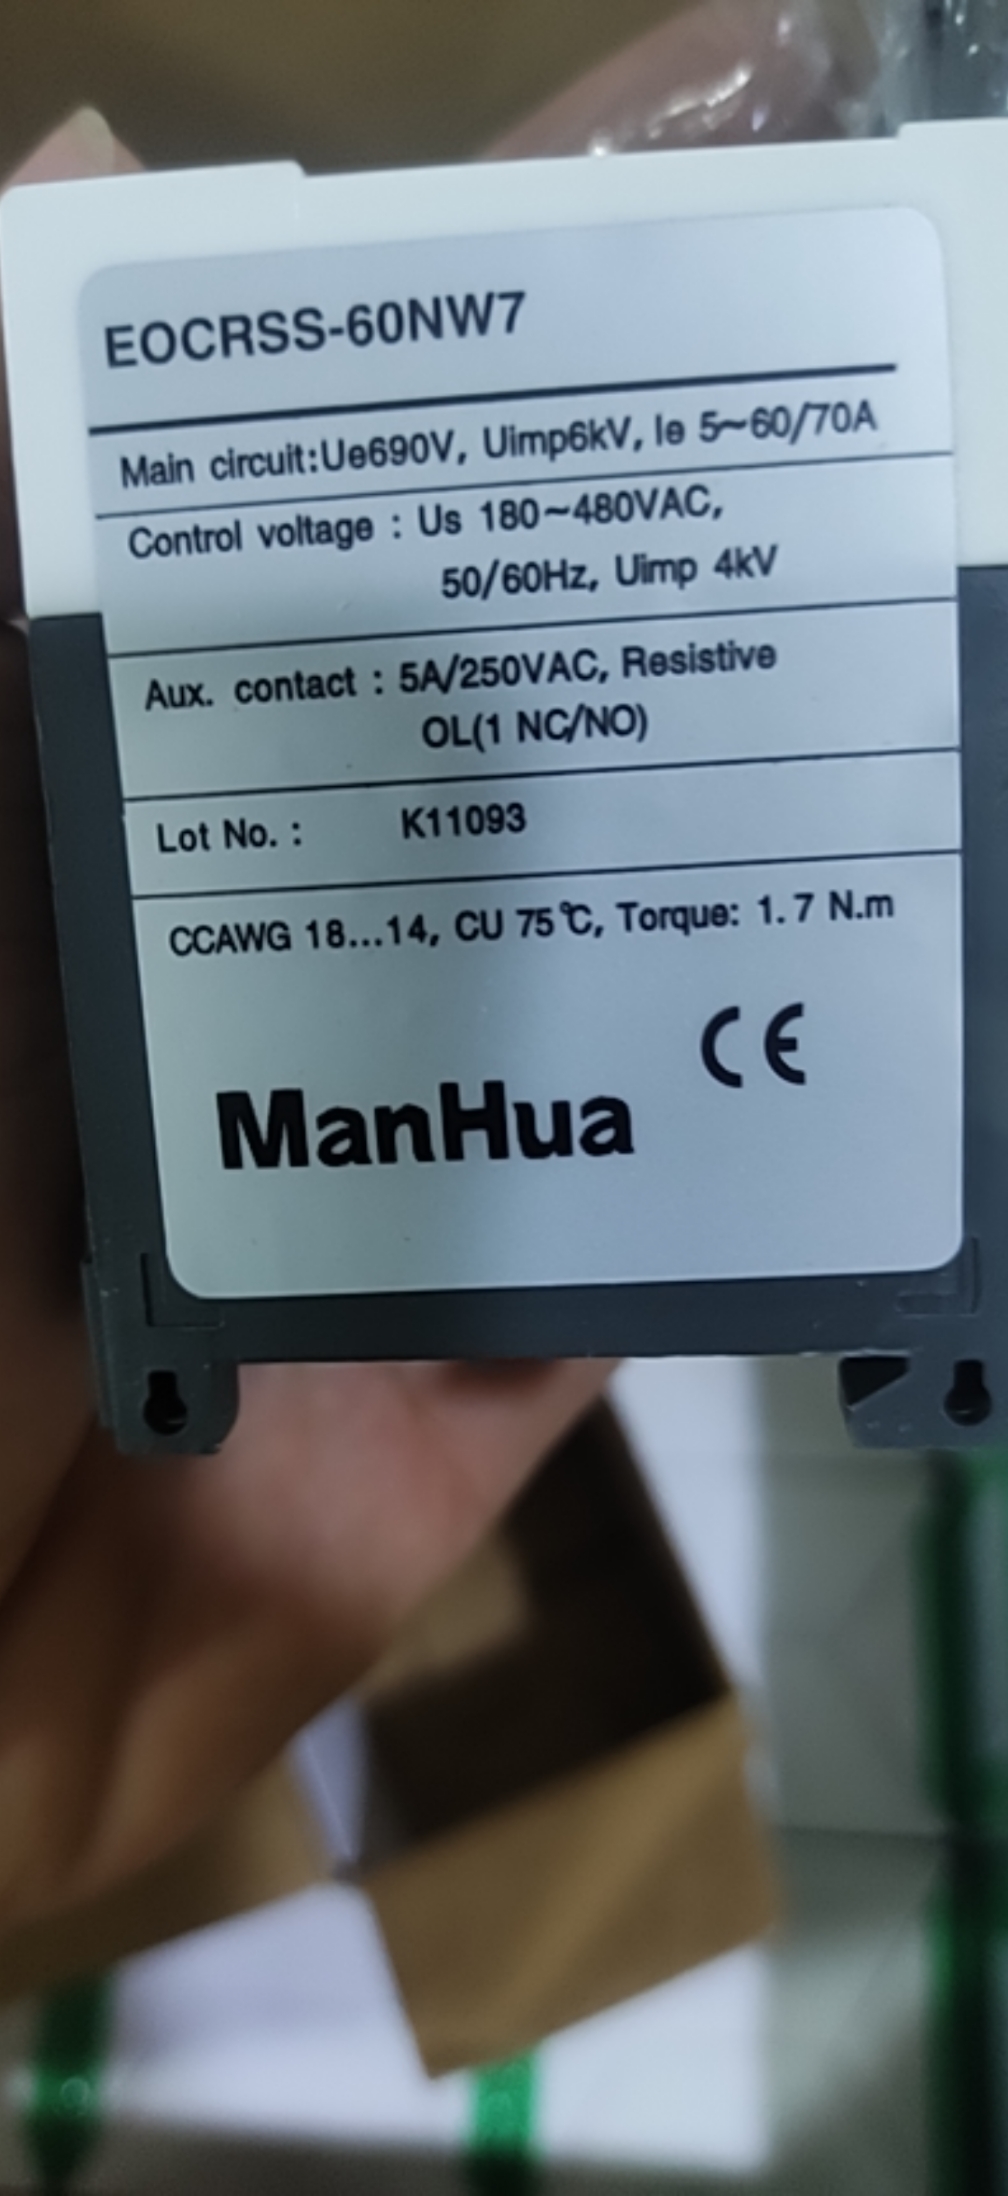 EOCRSS-60NW7
Main circuit:Ue690V, Uimp6kV, Ie 5~60/70A
Control voltage : Us 180~480VAC,
50/60Hz, Uimp 4kV
Aux. contact : 5A/250VAC, Resistive
OL(1 NC/NO)
Lot No. : K11093
CCAWG 18...14, CU 75℃, Torque: 1.7 N.m
CE
ManHua